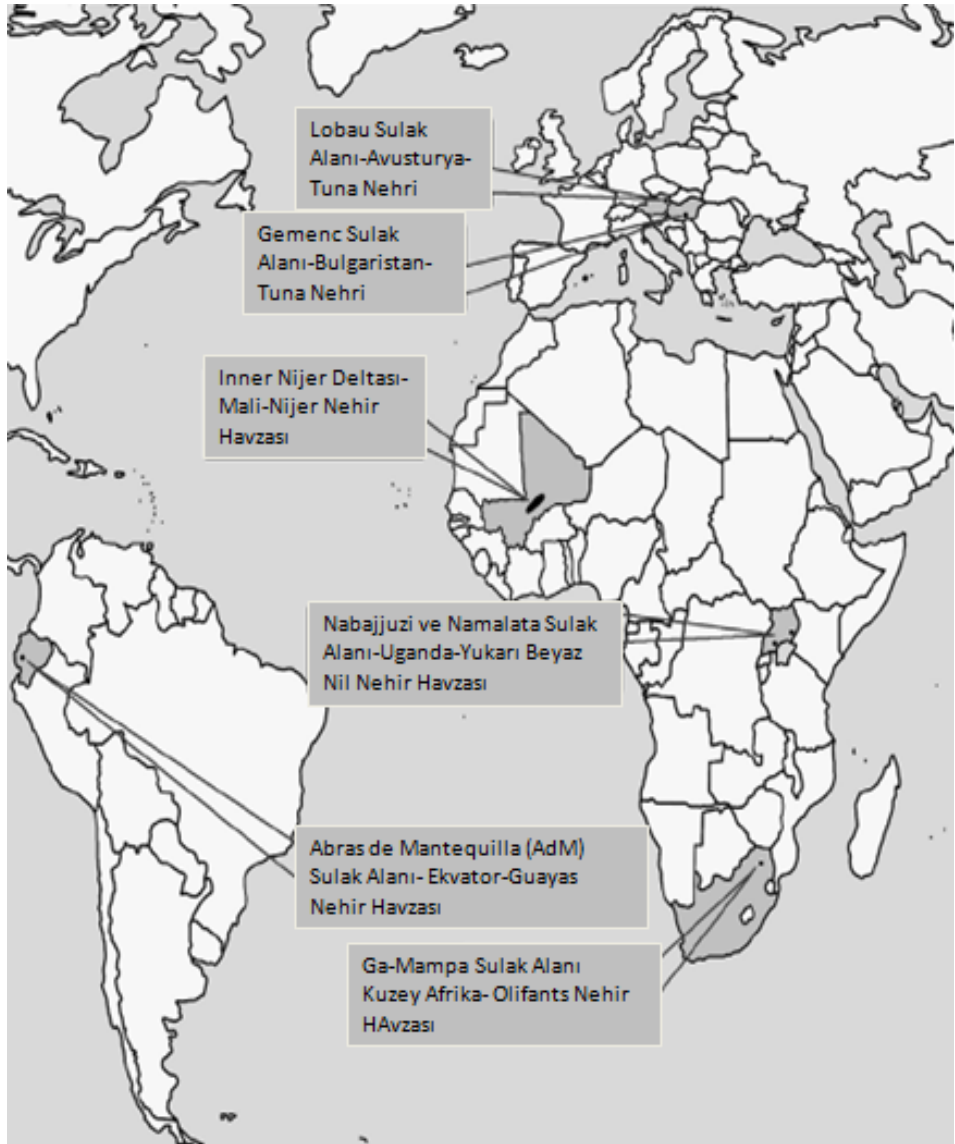 Lobau Sulak
Alanı-Avusturya-
Tuna Nehri
Gemenc Sulak
Alanı-Bulgaristan-
Tuna Nehri
Inner Nijer Deltası-
Mali-Nijer Nehir
Havzası
Nabajjuzi ve Namalata Sulak
Alanı-Uganda-Yukarı Beyaz
Nil Nehir Havzası
Abras de Mantequilla (AdM)
Sulak Alanı- Ekvator-Guayas
Nehir Havzası
Ga-Mampa Sulak Alanı
Kuzey Afrika- Olifants Nehir
HAvzası